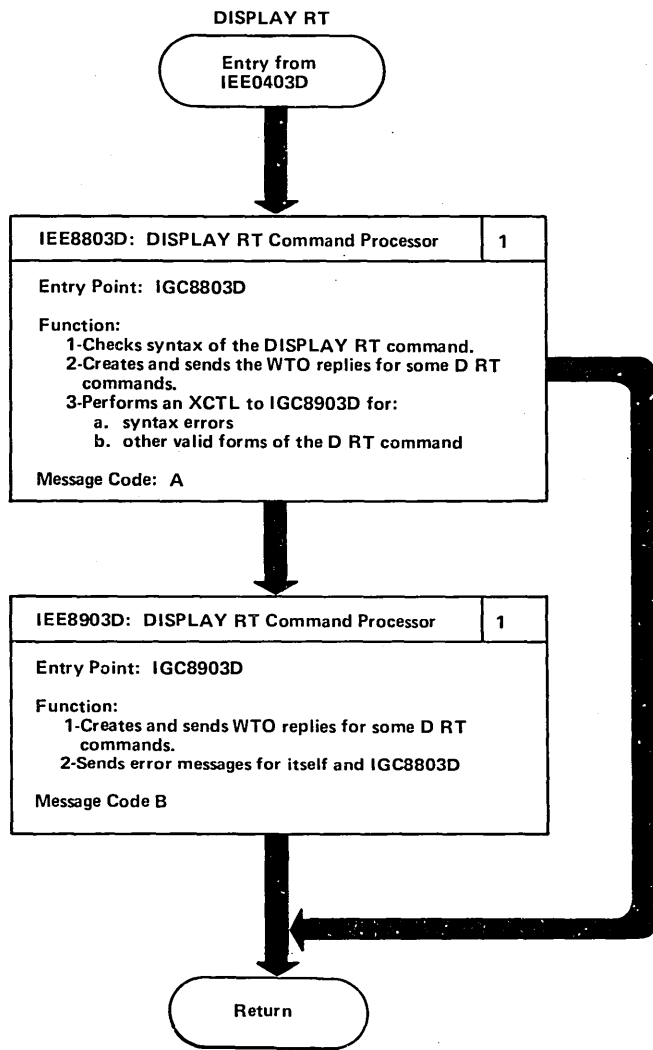 DISPLAY RT
Entry from
IEE0403D
IEE8803D: DISPLAY RT Command Processor 1
Entry Point: IGC8803D
Function:
1-Checks syntax of the DISPLAY RT command.
2-Creates and sends the WTO replies for some D RT
commands.
3-Performs an XCTL to IGC8903D for:
a. syntax errors
b. other valid forms of the D RT command
Message Code: A
IEE8903D: DISPLAY RT Command Processor 1
Entry Point: IGC8903D
Function:
1-Creates and sends WTO replies for some D RT
commands.
2-Sends error messages for itself and IGC8803D
Message Code B
Return